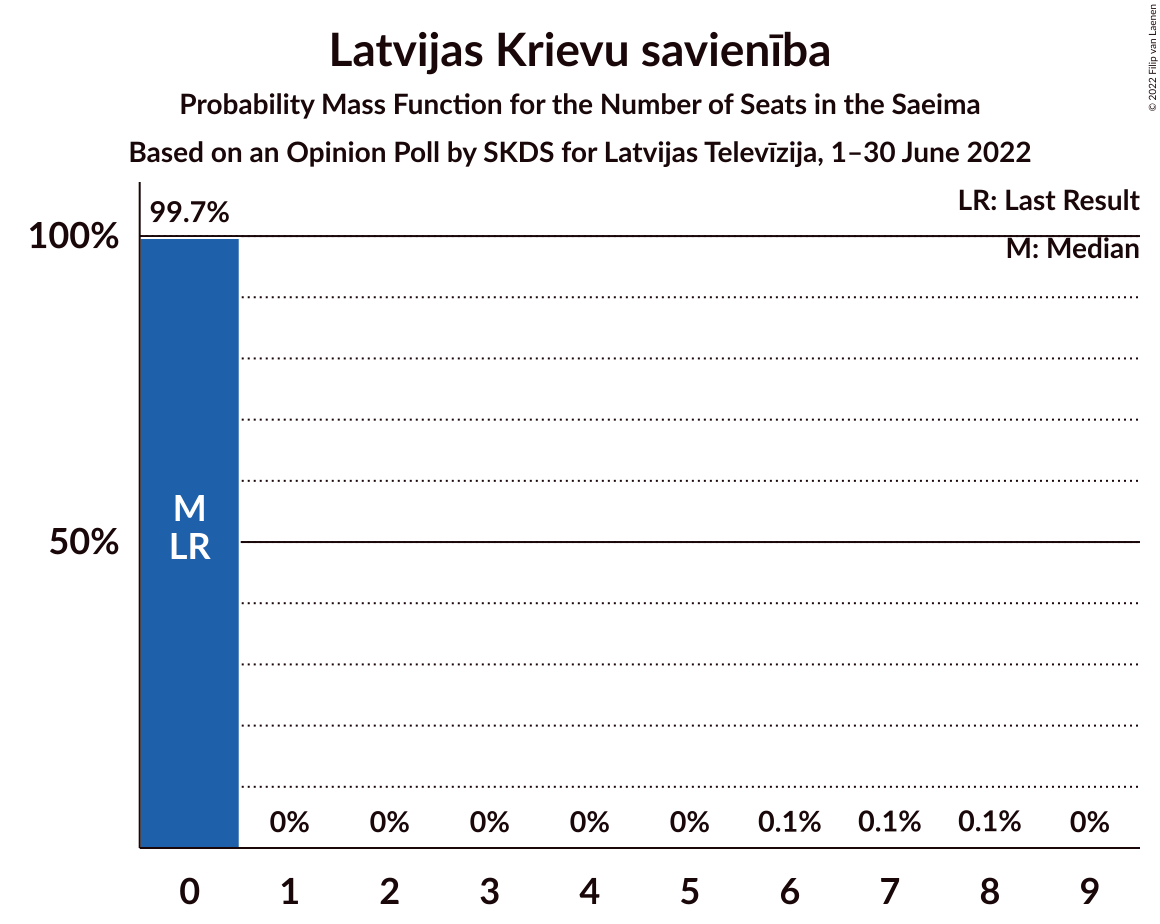 Latvijas Krievu savienība
Probability Mass Function for the Number of Seats in the Saeima
Based on an Opinion Poll by SKDS for Latvijas Televīzija, 1–30 June 2022
© 2022 Filip van Laenen
LR: Last Result
M: Median
99.7%
100%
50%
M
LR
0% 0% 0% 0% 0% 0.1% 0.1% 0.1% 0%
0 1 2 3 4 5 6 7 8 9